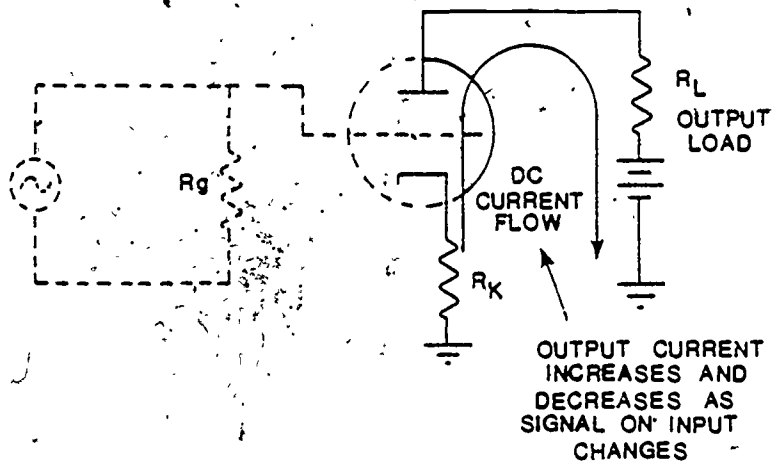 Rg
RL
OUTPUT
LOAD
DC
CURRENT
FLOW
RK
OUTPUT CURRENT
INCREASES AND
DECREASES AS
SIGNAL ON INPUT
CHANGES